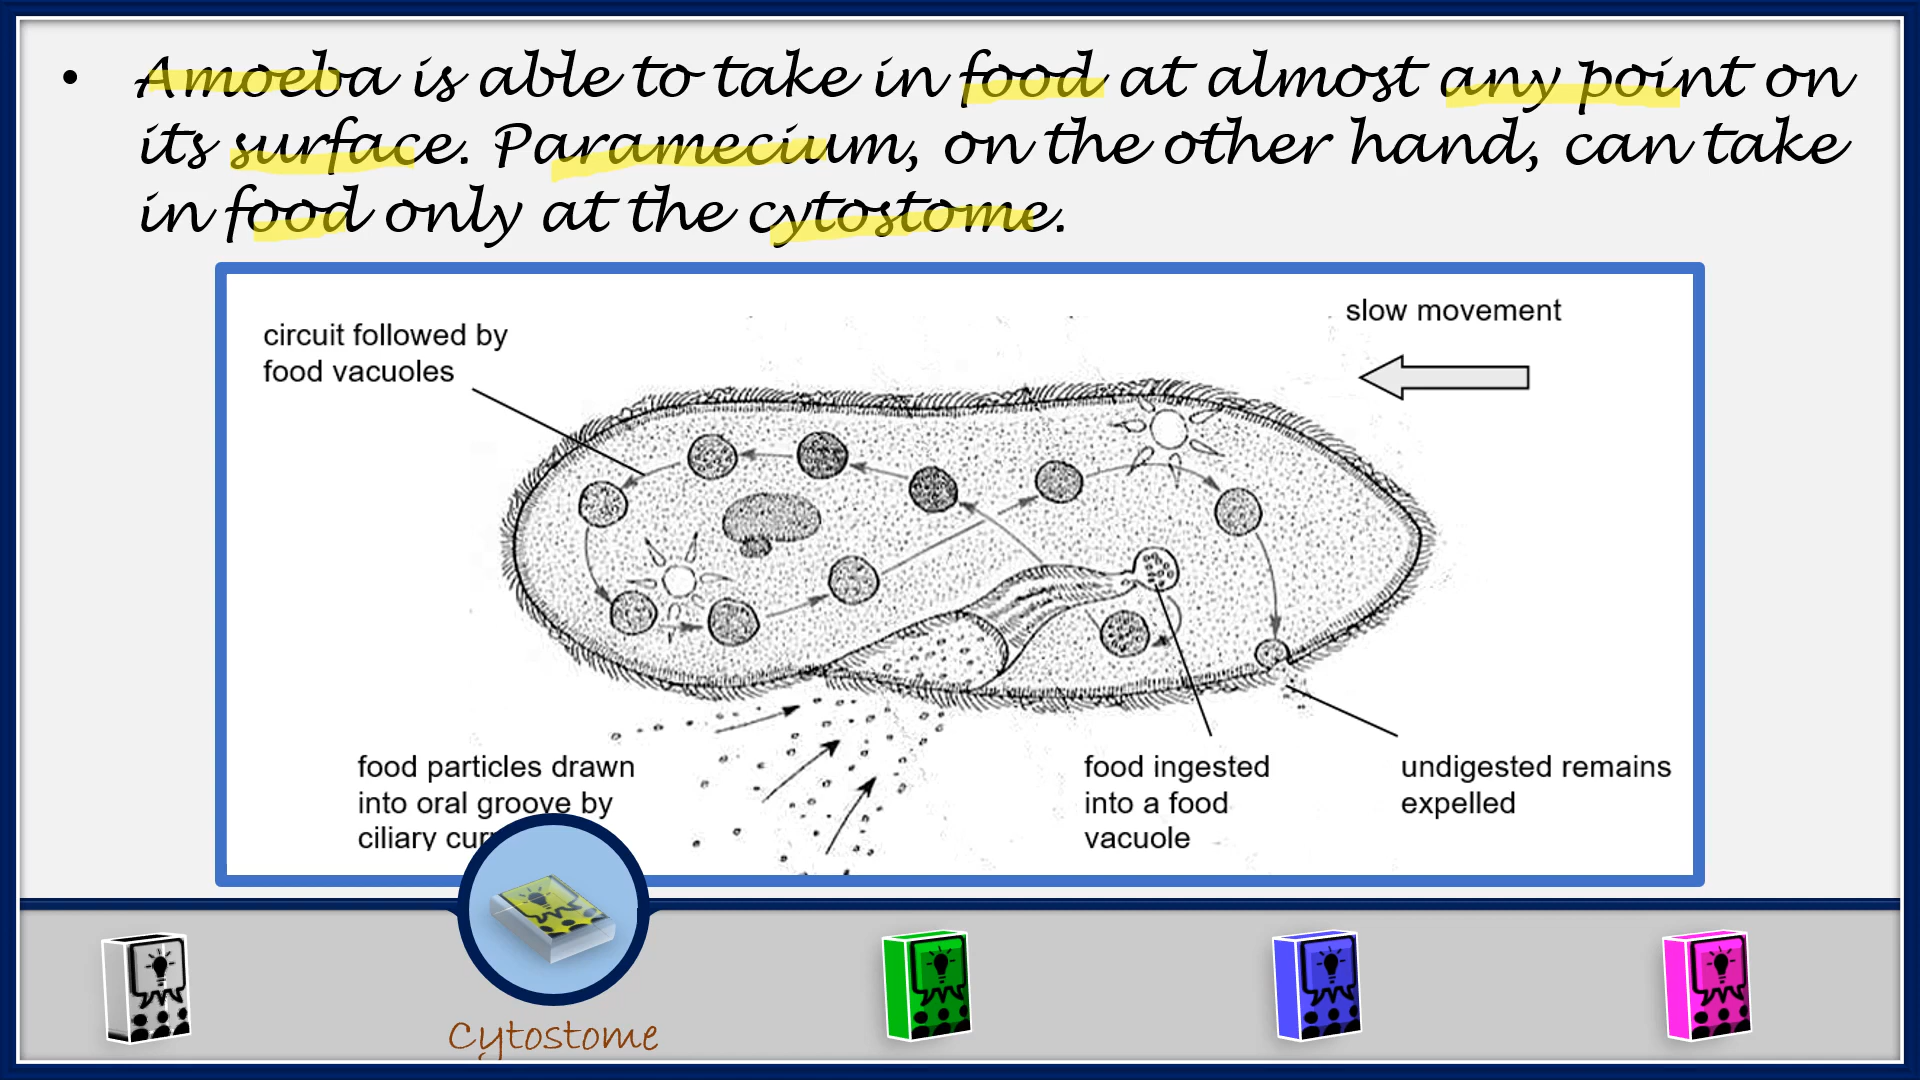 • Amoeba is able to take in food at almost any point on
its surface. Paramecium, on the other hand, can take
in food only at the cytostome.
slow movement
circuit followed by
food vacuoles
food particles drawn
into oral groove by
ciliary
food ingested
into a food
vacuole
undigested remains
expelled
Cytostome